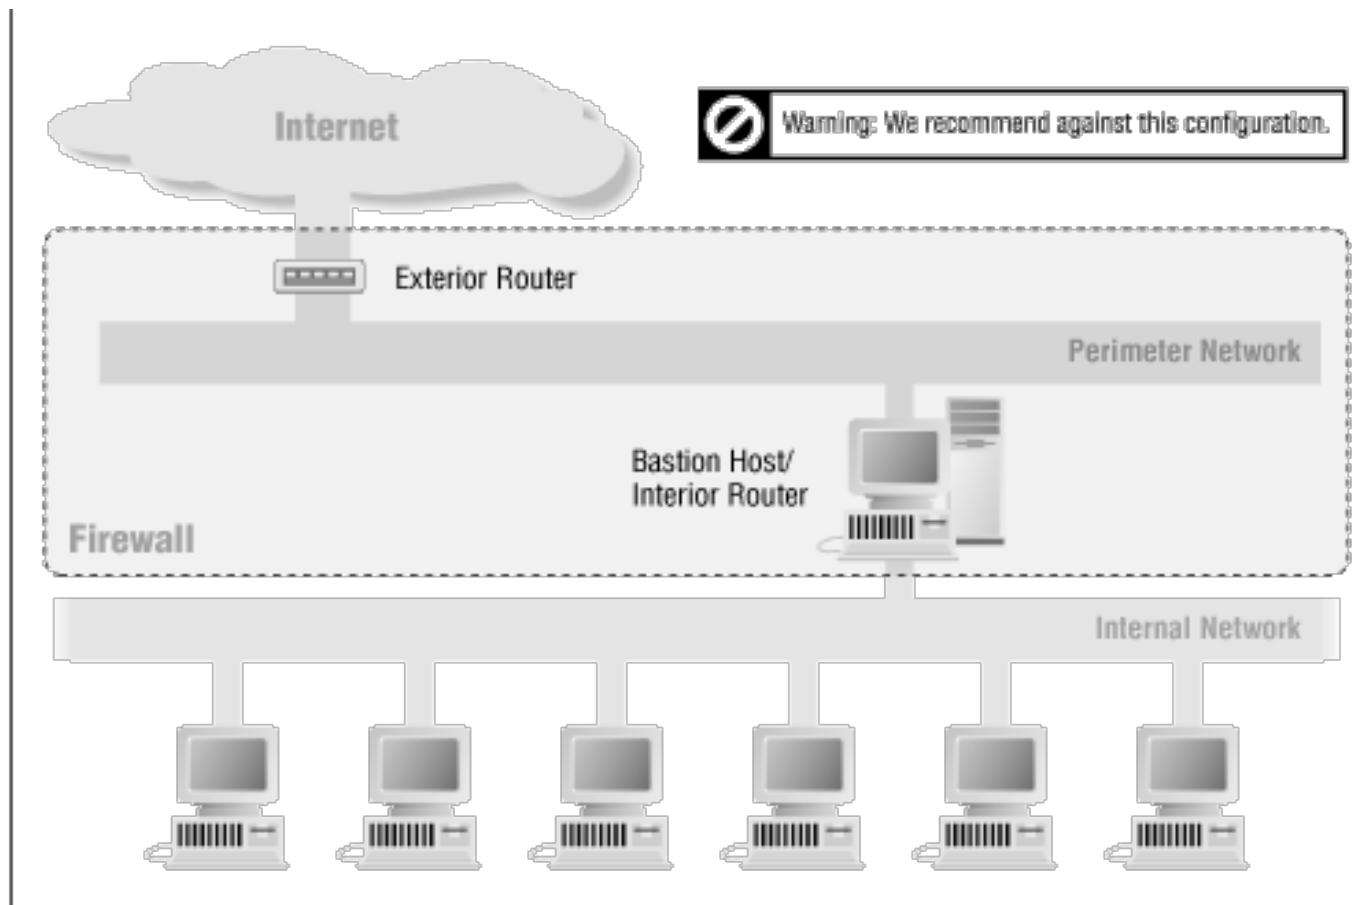 Internet
Warning: We recommend against this configuration.
Exterior Router
Perimeter Network
Bastion Host/
Interior Router
Firewall
Internal Network